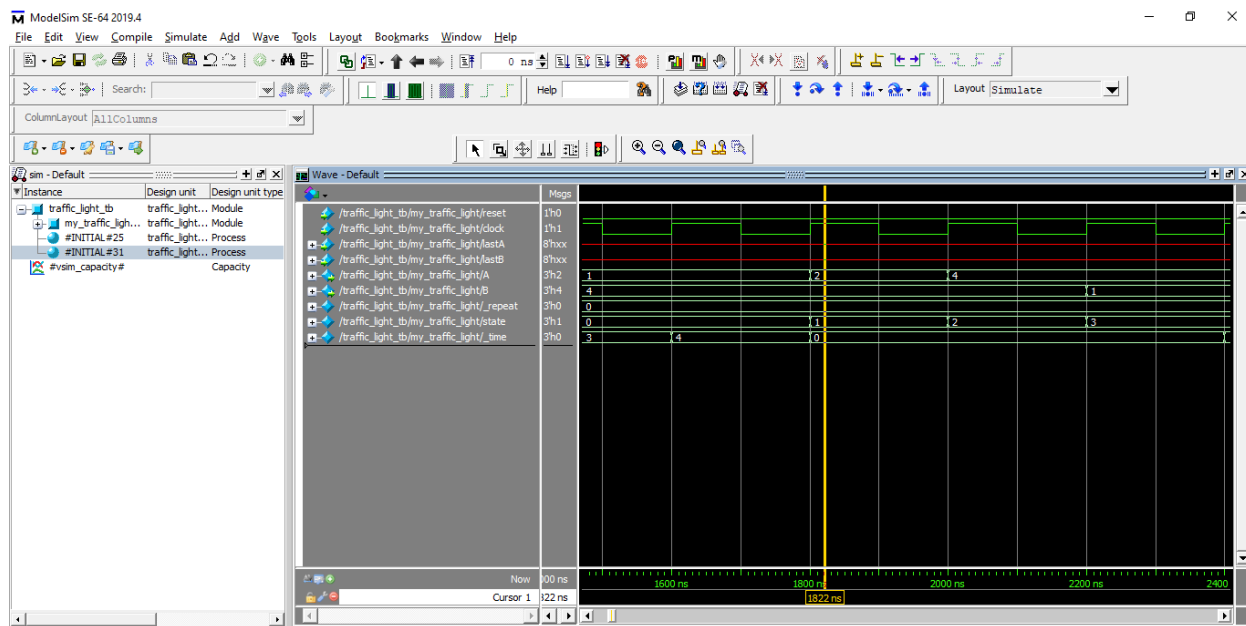 ModelSim SE-64 2019.4
File Edit View Compile Simulate Add Wave Tools Layout Bookmarks Window Help
0 ns
Search:
Help
Layout Simulate
ColumnLayout AllColumns
sim - Default
Instance Design unit Design unit type
traffic_light_tb traffic_light... Module
my_traffic_ligh... traffic_light... Module
#INITIAL#25 traffic_light... Process
#INITIAL#31 traffic_light... Process
#vsim_capacity# Capacity
Wave - Default
Msgs
/traffic_light_tb/my_traffic_light/reset 1'h0
/traffic_light_tb/my_traffic_light/clock 1'h1
/traffic_light_tb/my_traffic_light/lastA 8'hxx
/traffic_light_tb/my_traffic_light/lastB 8'hxx
/traffic_light_tb/my_traffic_light/A 3'h2 1 2 4
/traffic_light_tb/my_traffic_light/B 3'h4 4 1
/traffic_light_tb/my_traffic_light/_repeat 3'h0 0
/traffic_light_tb/my_traffic_light/state 3'h1 0 1 2 3
/traffic_light_tb/my_traffic_light/_time 3'h0 3 4 0
Now 000 ns 1600 ns 1800 ns 2000 ns 2200 ns 2400
Cursor 1 322 ns 1822 ns